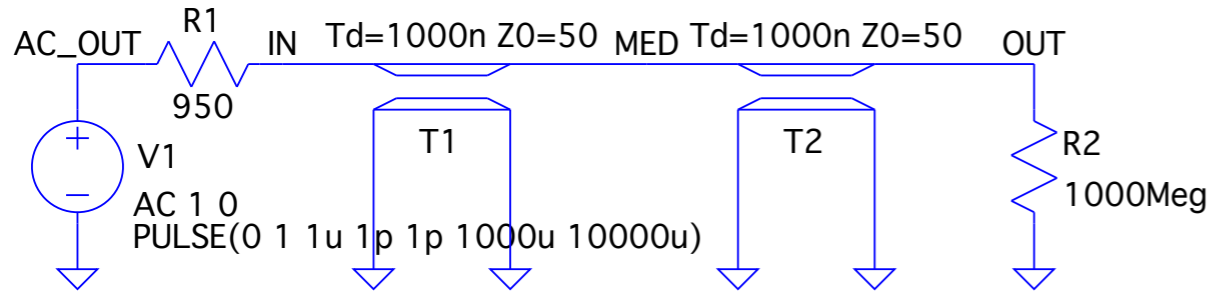 R1
AC_OUT
IN
Td=1000n Z0=50
MED
Td=1000n Z0=50
OUT
950
+
V1
T1
T2
R2
−
1000Meg
AC 1 0
PULSE(0 1 1u 1p 1p 1000u 10000u)